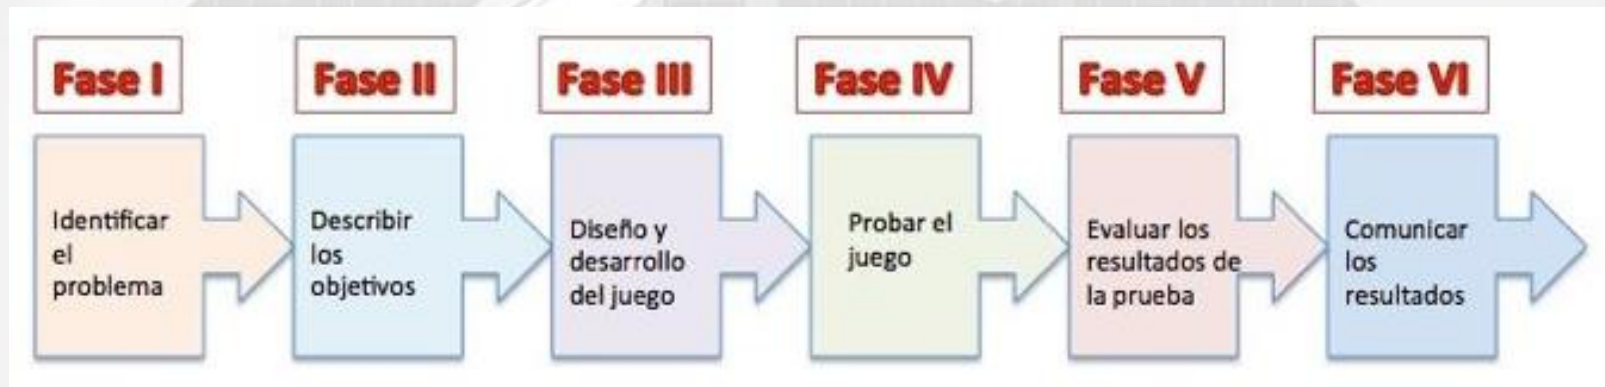 Fase I
Fase II
Fase III
Fase IV
Fase V
Fase VI
Identificar
el
problema
Describir
los
objetivos
Diseño y
desarrollo
del juego
Probar el
juego
Evaluar los
resultados de
la prueba
Comunicar
los
resultados